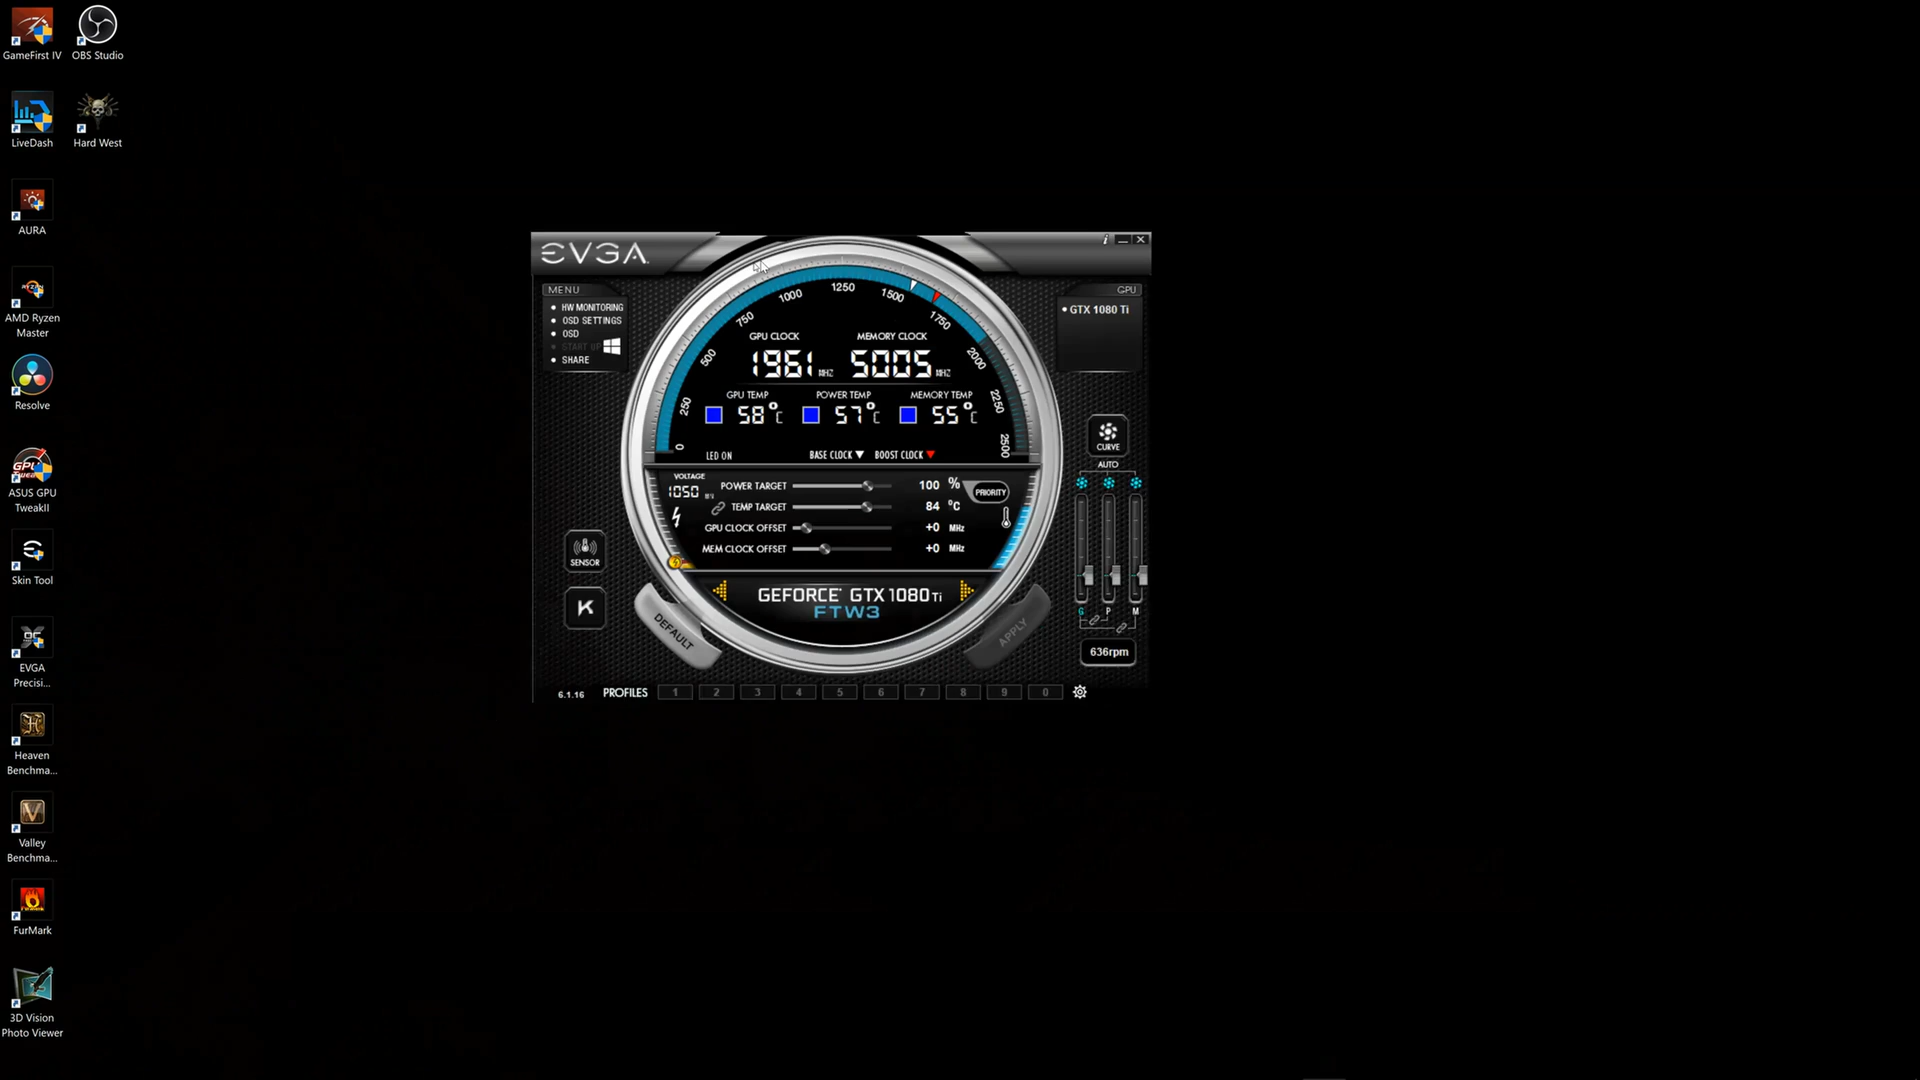 GameFirst IV
OBS Studio
LiveDash
Hard West
AURA
AMD Ryzen
Master
Resolve
ASUS GPU
TweakII
Skin Tool
EVGA
Precisi...
Heaven
Benchma...
Valley
Benchma...
FurMark
3D Vision
Photo Viewer
EVGA
i
MENU
HW MONITORING
OSD SETTINGS
OSD
START UP
SHARE
GPU
GTX 1080 Ti
0
250
500
750
1000
1250
1500
1750
2000
2250
2500
GPU CLOCK
1961 MHZ
MEMORY CLOCK
5005 MHZ
GPU TEMP
58°C
POWER TEMP
57°C
MEMORY TEMP
55°C
LED ON
BASE CLOCK
BOOST CLOCK
VOLTAGE
1050
POWER TARGET 100 %
PRIORITY
TEMP TARGET 84 °C
GPU CLOCK OFFSET +0 MHz
MEM CLOCK OFFSET +0 MHz
SENSOR
K
GEFORCE GTX 1080 Ti
FTW3
DEFAULT
APPLY
CURVE
AUTO
G P M
636rpm
6.1.16 PROFILES 1 2 3 4 5 6 7 8 9 0